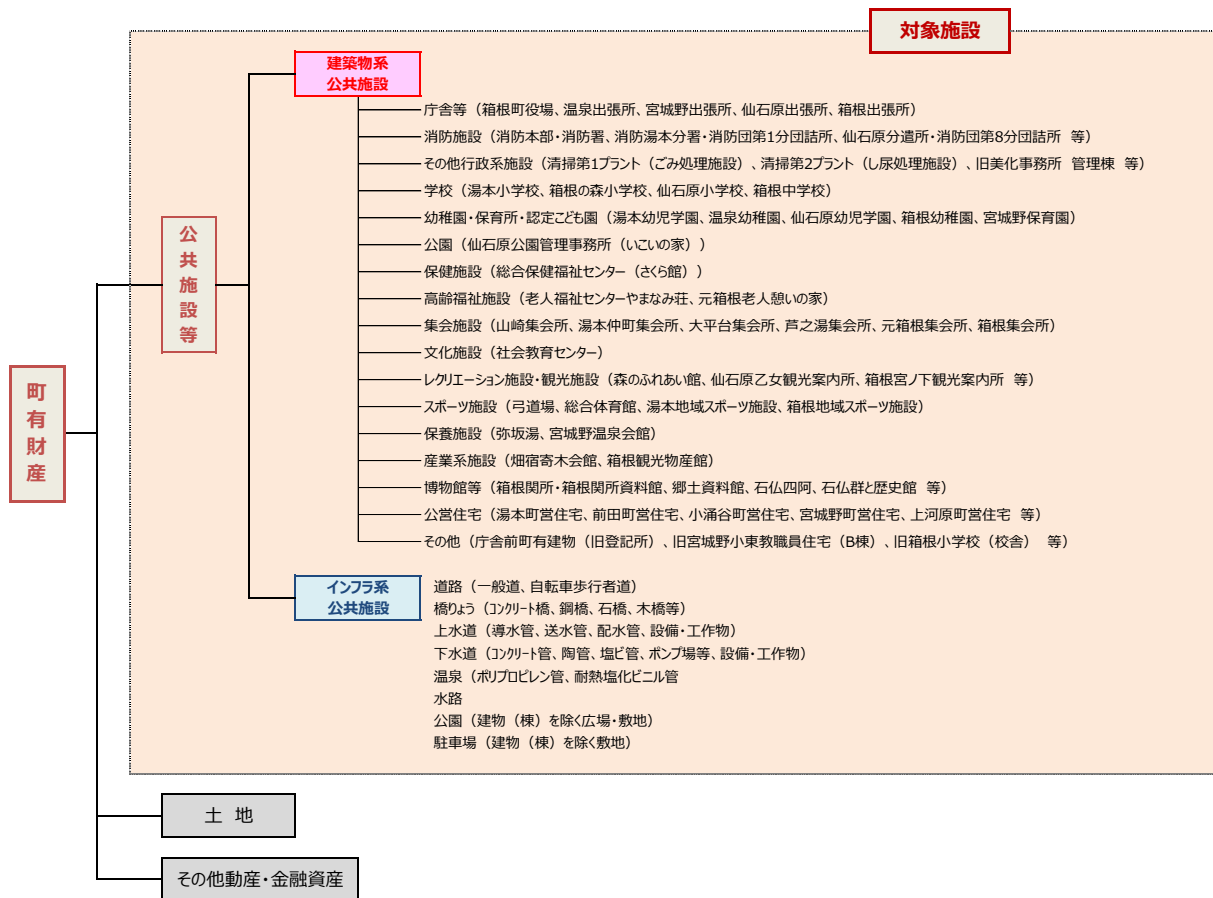 対象施設
建築物系
公共施設
庁舎等（箱根町役場、温泉出張所、宮城野出張所、仙石原出張所、箱根出張所）
消防施設（消防本部・消防署、消防湯本分署・消防団第1分団詰所、仙石原分遣所・消防団第8分団詰所 等）
その他行政系施設（清掃第1プラント（ごみ処理施設）、清掃第2プラント（し尿処理施設）、旧美化事務所 管理棟 等）
学校（湯本小学校、箱根の森小学校、仙石原小学校、箱根中学校）
幼稚園・保育所・認定こども園（湯本幼児学園、温泉幼稚園、仙石原幼児学園、箱根幼稚園、宮城野保育園）
公園（仙石原公園管理事務所（いこいの家））
保健施設（総合保健福祉センター（さくら館））
高齢福祉施設（老人福祉センターやまなみ荘、元箱根老人憩いの家）
集会施設（山崎集会所、湯本仲町集会所、大平台集会所、芦之湯集会所、元箱根集会所、箱根集会所）
文化施設（社会教育センター）
レクリエーション施設・観光施設（森のふれあい館、仙石原乙女観光案内所、箱根宮ノ下観光案内所 等）
スポーツ施設（弓道場、総合体育館、湯本地域スポーツ施設、箱根地域スポーツ施設）
保養施設（弥坂湯、宮城野温泉会館）
産業系施設（畑宿寄木会館、箱根観光物産館）
博物館等（箱根関所・箱根関所資料館、郷土資料館、石仏四阿、石仏群と歴史館 等）
公営住宅（湯本町営住宅、前田町営住宅、小涌谷町営住宅、宮城野町営住宅、上河原町営住宅 等）
その他（庁舎前町有建物（旧登記所）、旧宮城野小東教職員住宅（B棟）、旧箱根小学校（校舎） 等）
公共施設等
町有財産
インフラ系
公共施設
道路（一般道、自転車歩行者道）
橋りょう（コンクリート橋、鋼橋、石橋、木橋等）
上水道（導水管、送水管、配水管、設備・工作物）
下水道（コンクリート管、陶管、塩ビ管、ポンプ場等、設備・工作物）
温泉（ポリプロピレン管、耐熱塩化ビニル管
水路
公園（建物（棟）を除く広場・敷地）
駐車場（建物（棟）を除く敷地）
土 地
その他動産・金融資産